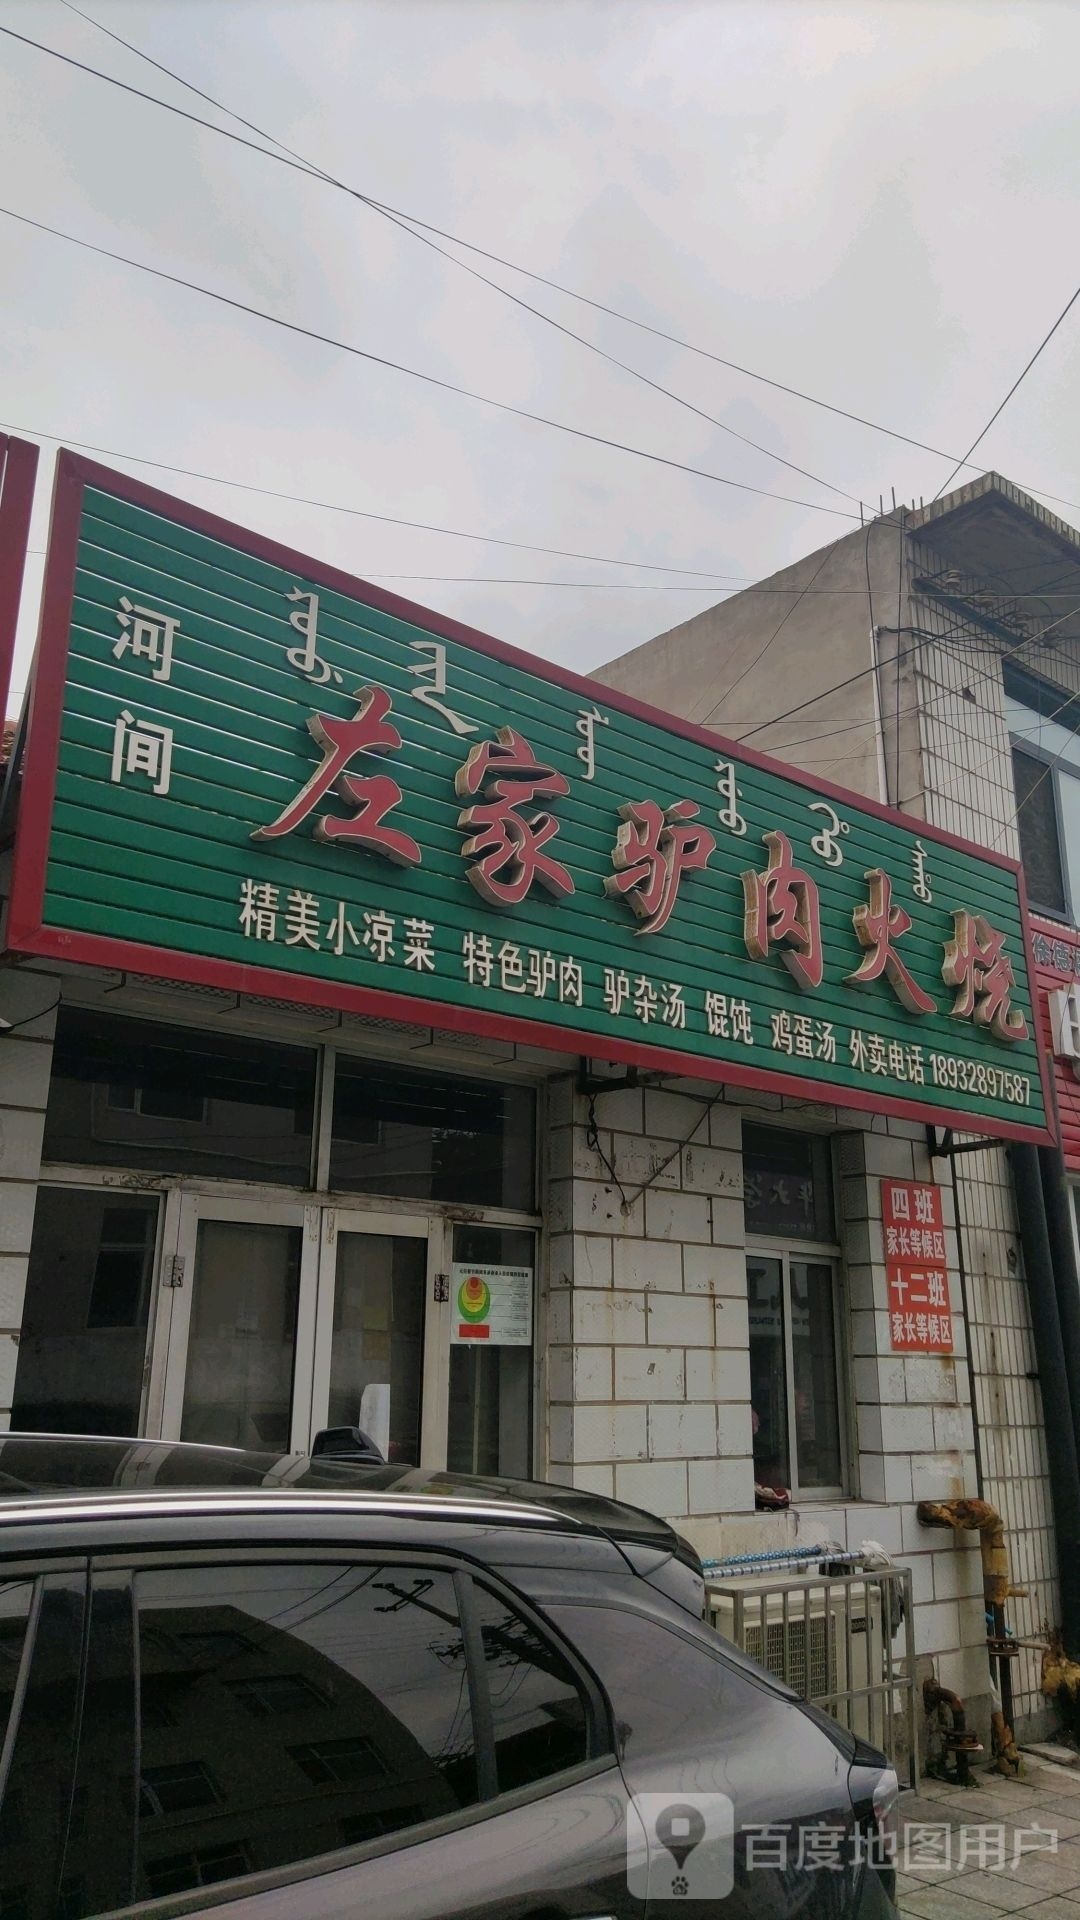 河间
左家驴肉火烧
精美小凉菜 特色驴肉 驴杂汤 馄饨 鸡蛋汤 外卖电话 18932897587
四班
家长等候区
十二班
家长等候区
百度地图用户